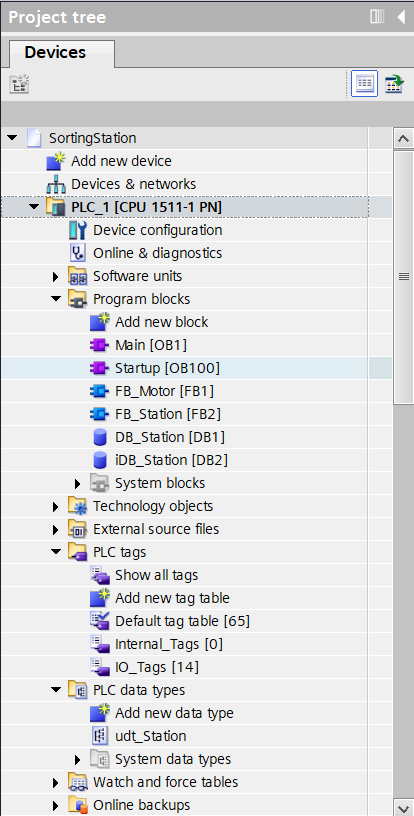 Project tree
Devices
SortingStation
Add new device
Devices & networks
PLC_1 [CPU 1511-1 PN]
Device configuration
Online & diagnostics
Software units
Program blocks
Add new block
Main [OB1]
Startup [OB100]
FB_Motor [FB1]
FB_Station [FB2]
DB_Station [DB1]
iDB_Station [DB2]
System blocks
Technology objects
External source files
PLC tags
Show all tags
Add new tag table
Default tag table [65]
Internal_Tags [0]
IO_Tags [14]
PLC data types
Add new data type
udt_Station
System data types
Watch and force tables
Online backups